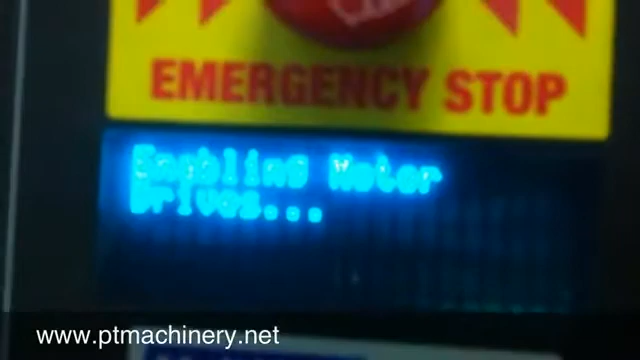 EMERGENCY STOP
Enabling Motor
Drives...
www.ptmachinery.net